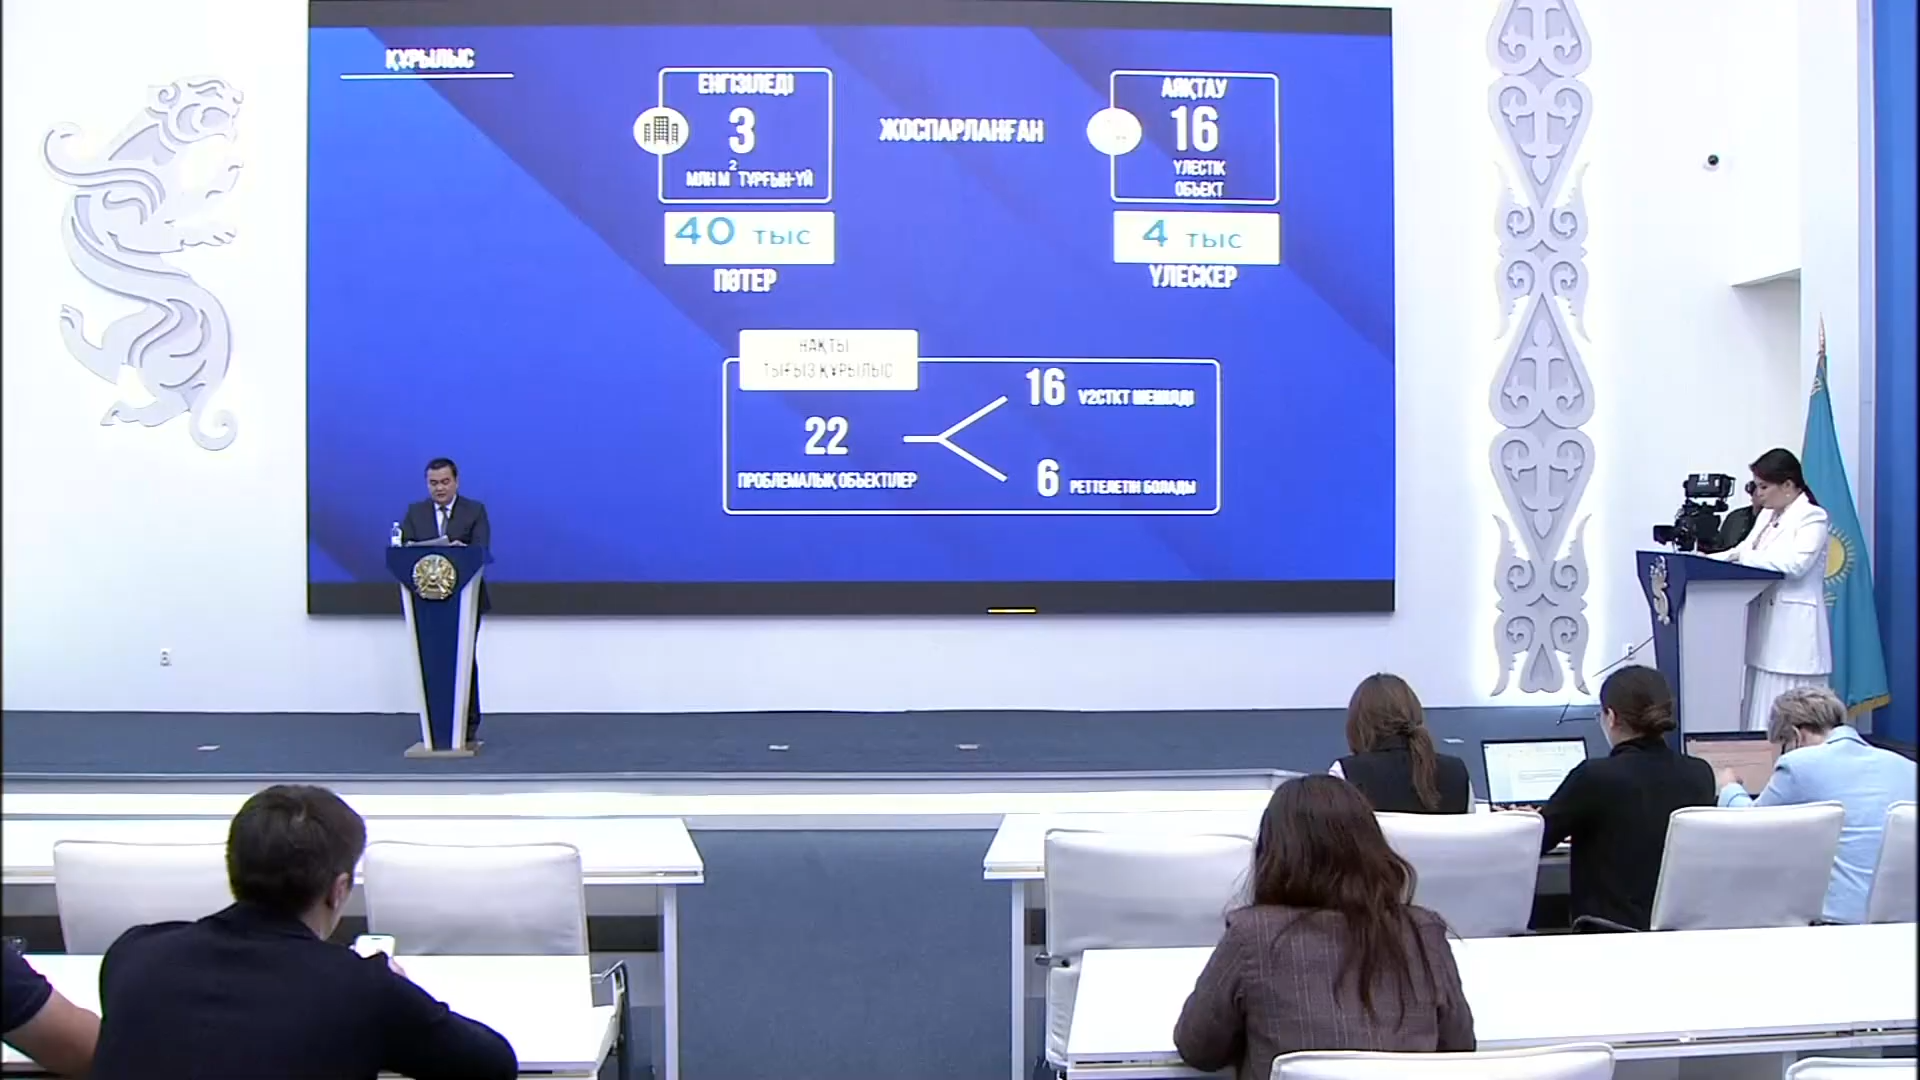 ҚҰРЫЛЫС
ЕНГІЗІЛЕДІ
3
МЛН М² ТҰРҒЫН-ҮЙ
40 ТЫС
ПӘТЕР
ЖОСПАРЛАНҒАН
АЯҚТАУ
16
ҮЛЕСТІК
ОБЪЕКТ
4 ТЫС
ҮЛЕСКЕР
НАҚТЫ
ТЫҒЫЗ ҚҰРЫЛЫС
22
ПРОБЛЕМАЛЫҚ ОБЪЕКТІЛЕР
16
6 РЕТТЕЛЕТІН БОЛАДЫ